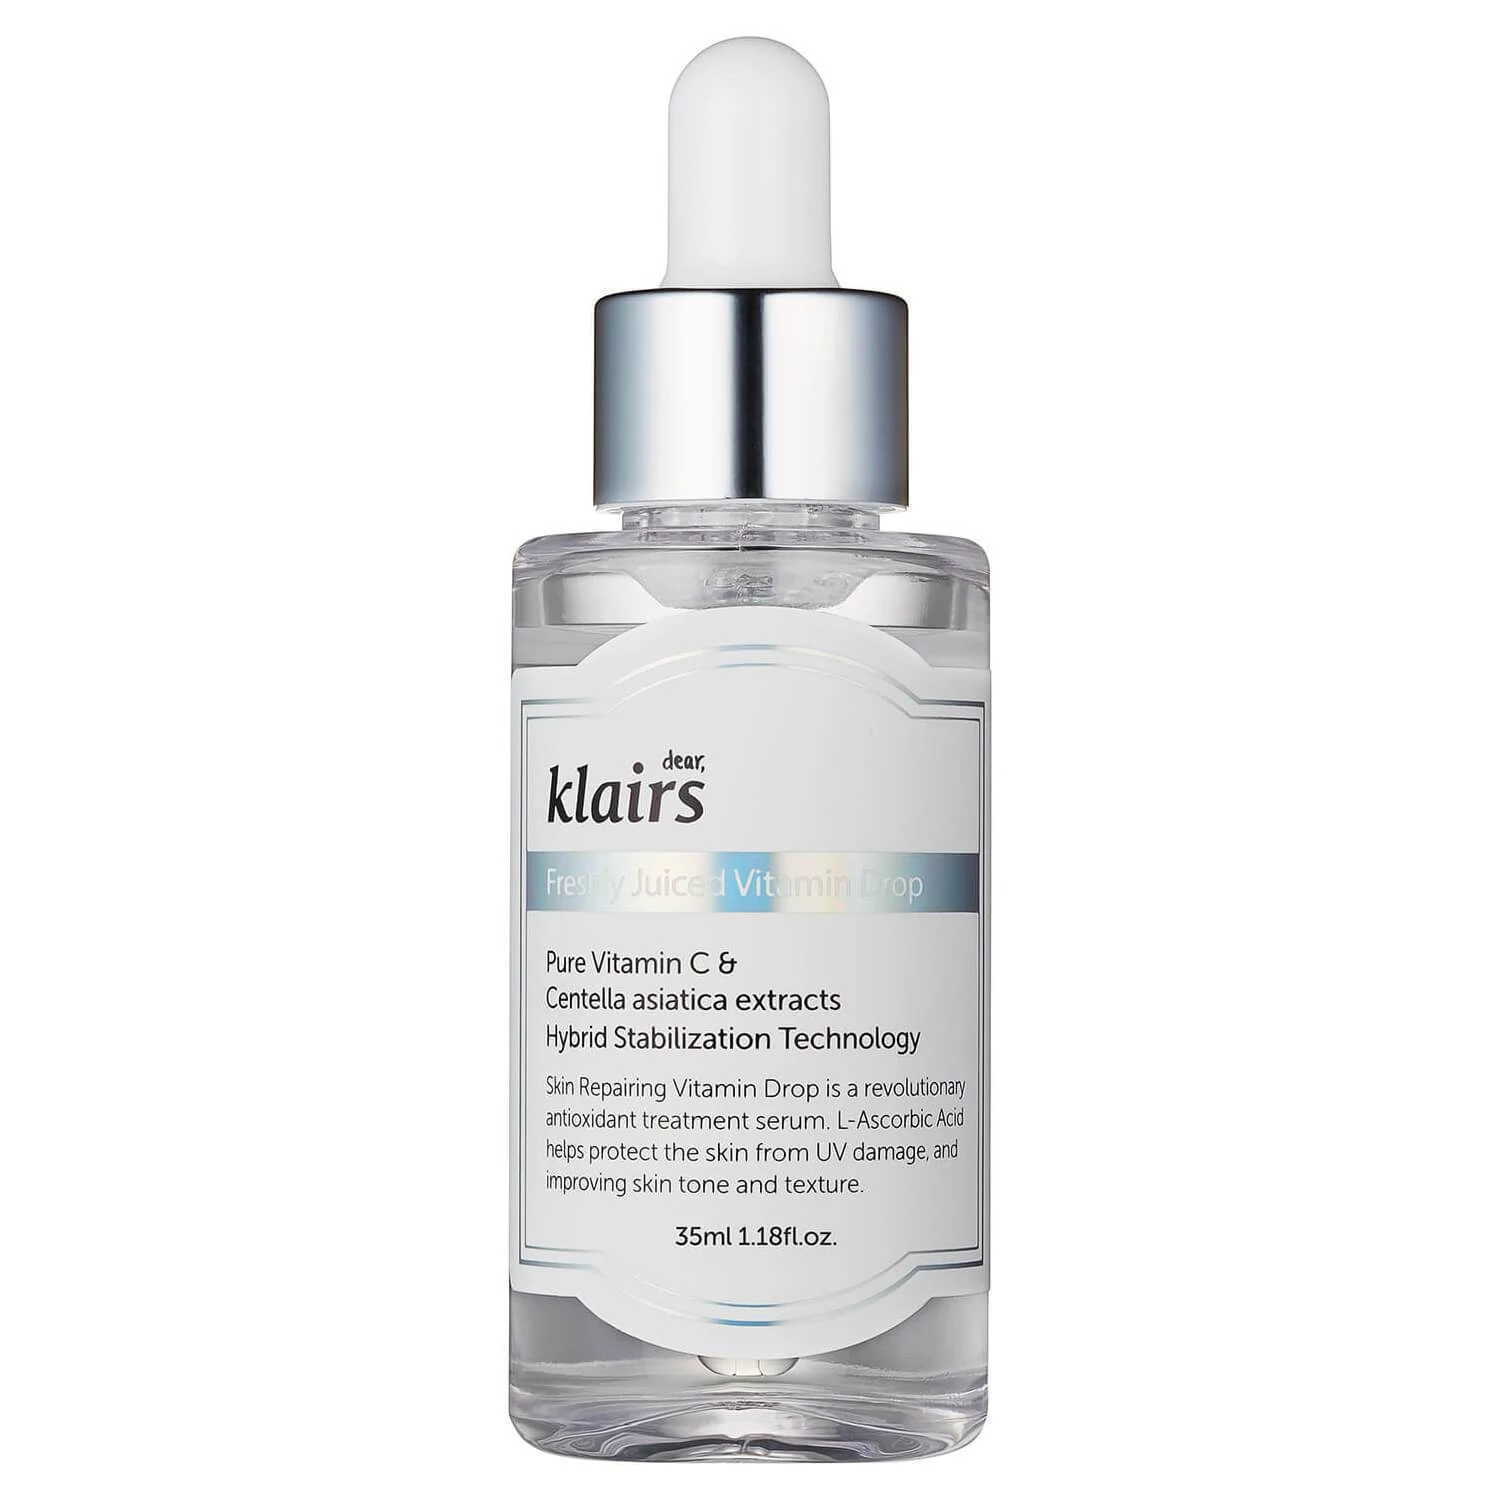 dear,
klairs
Freshly Juiced Vitamin Drop
Pure Vitamin C &
Centella asiatica extracts
Hybrid Stabilization Technology
Skin Repairing Vitamin Drop is a revolutionary
antioxidant treatment serum. L-Ascorbic Acid
helps protect the skin from UV damage, and
improving skin tone and texture.
35ml 1.18fl.oz.